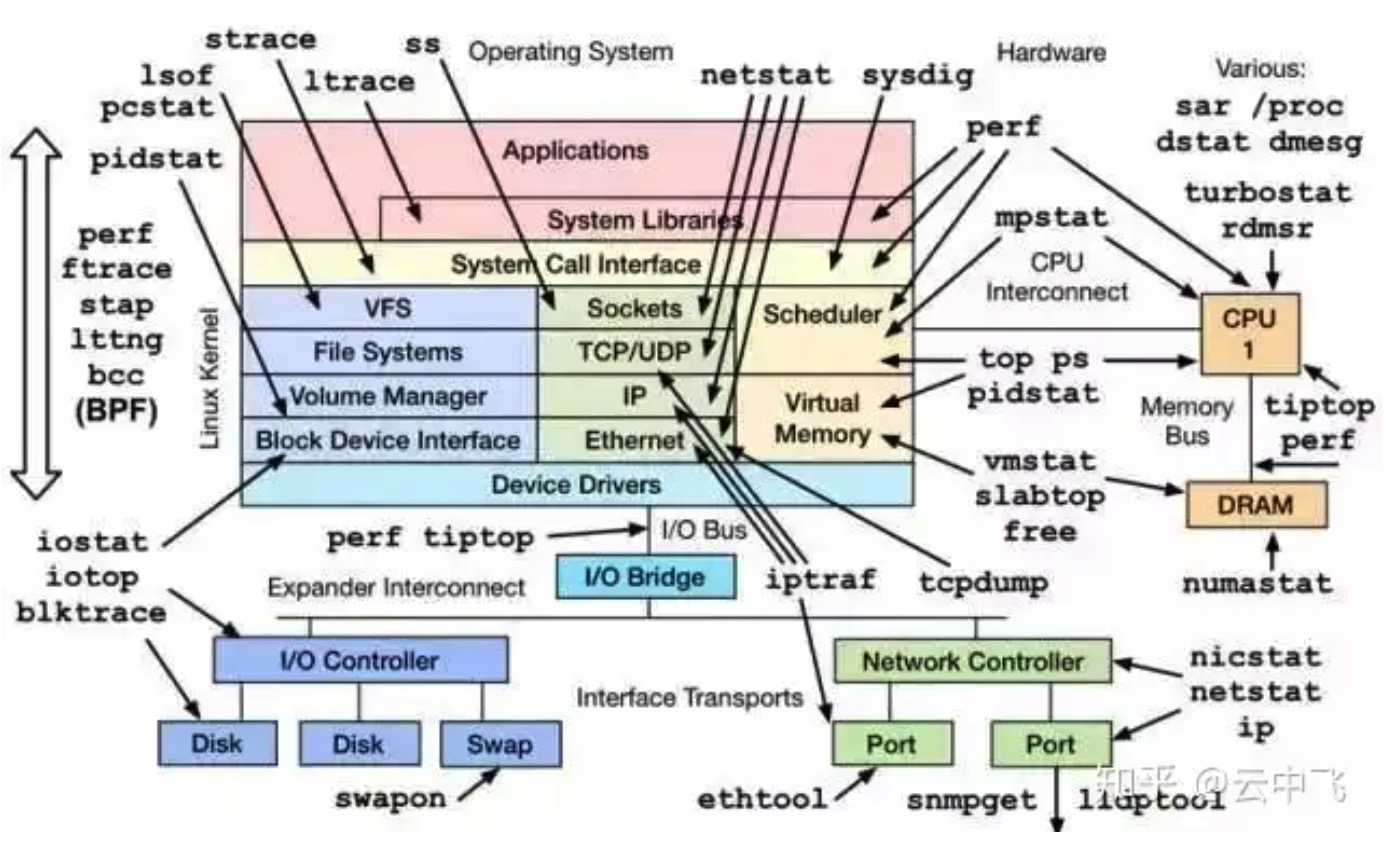 strace
ss
Operating System
Hardware
lsof
pcstat
ltrace
netstat
sysdig
Various:
sar /proc
dstat dmesg
pidstat
Applications
perf
turbostat
rdmsr
perf
ftrace
stap
lttng
bcc
(BPF)
Linux Kernel
System Libraries
System Call Interface
VFS
File Systems
Volume Manager
Block Device Interface
Sockets
TCP/UDP
IP
Ethernet
Scheduler
Virtual
Memory
Device Drivers
mpstat
CPU
Interconnect
CPU
1
top ps
pidstat
Memory
Bus
tiptop
perf
vmstat
slabtop
free
DRAM
numastat
iostat
iotop
blktrace
perf tiptop
I/O Bus
I/O Bridge
Expander Interconnect
iptraf
tcpdump
I/O Controller
Network Controller
nicstat
netstat
ip
Interface Transports
Disk
Disk
Swap
Port
Port
swapon
ethtool
snmpget
lldptool
知乎 @云中飞